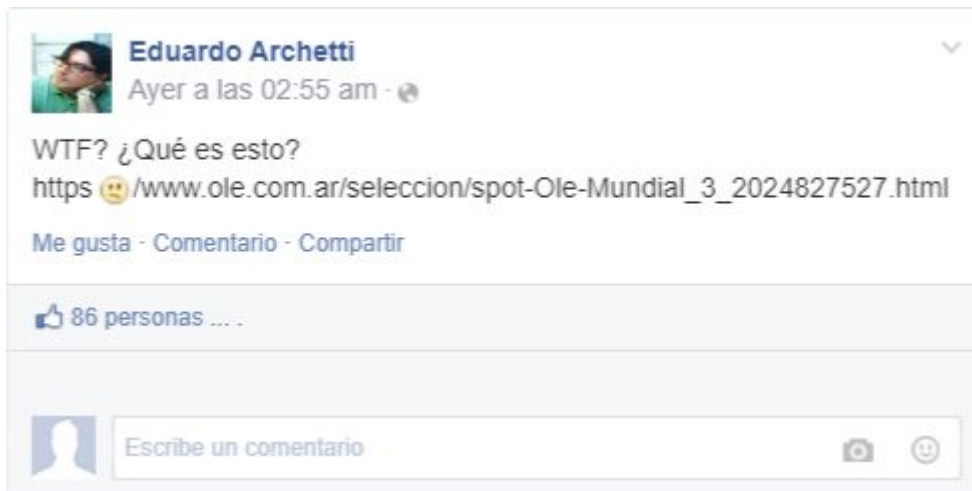 Eduardo Archetti
Ayer a las 02:55 am ·
WTF? ¿Qué es esto?
https /www.ole.com.ar/seleccion/spot-Ole-Mundial_3_2024827527.html
Me gusta · Comentario · Compartir
86 personas ... .
Escribe un comentario